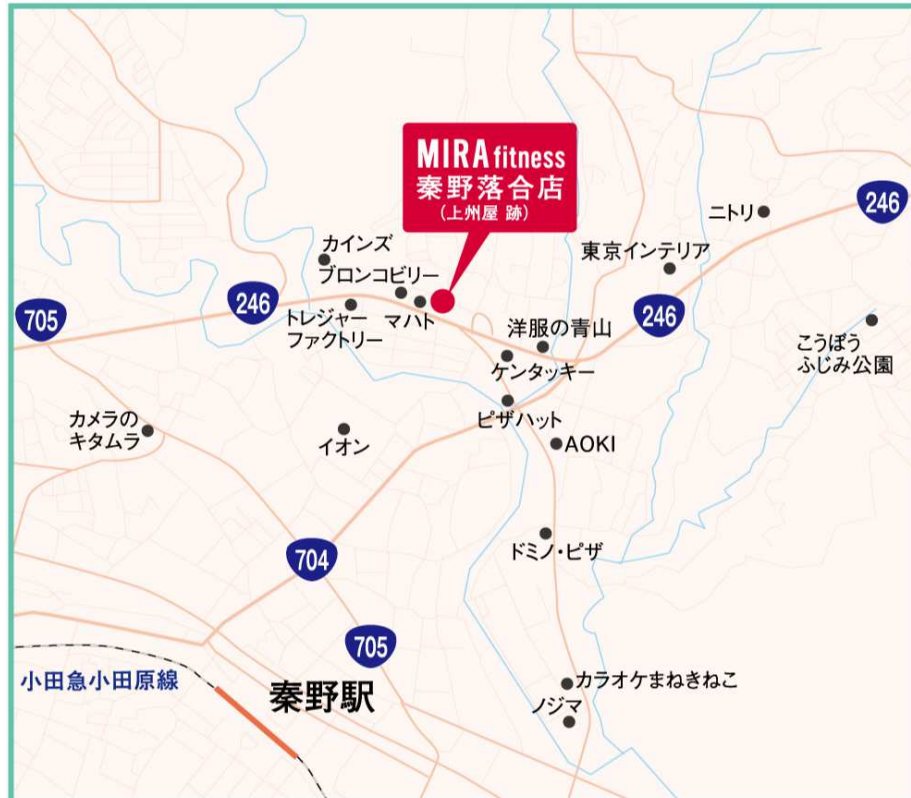 MIRA fitness
秦野落合店
(上州屋 跡)
ニトリ
246
カインズ
東京インテリア
ブロンコビリー
246
705
マハト
246
トレジャー
ファクトリー
洋服の青山
こうぼう
ふじみ公園
ケンタッキー
ピザハット
カメラの
キタムラ
イオン
AOKI
ドミノ・ピザ
704
705
小田急小田原線
秦野駅
カラオケまねきねこ
ノジマ